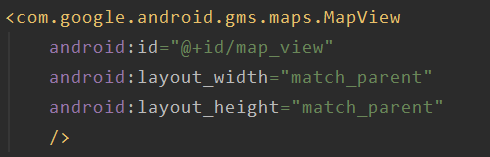 <com.google.android.gms.maps.MapView
android:id="@+id/map_view"
android:layout_width="match_parent"
android:layout_height="match_parent"
/>